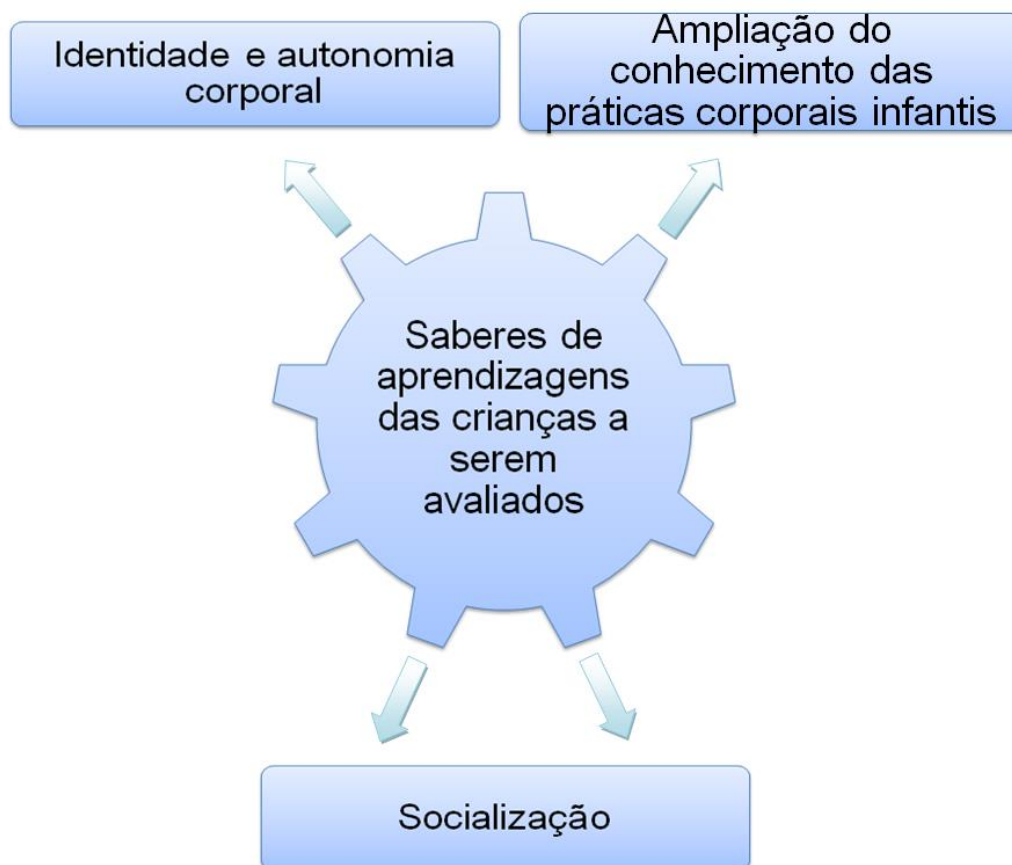 Identidade e autonomia
corporal
Ampliação do
conhecimento das
práticas corporais infantis
Saberes de
aprendizagens
das crianças a
serem
avaliados
Socialização